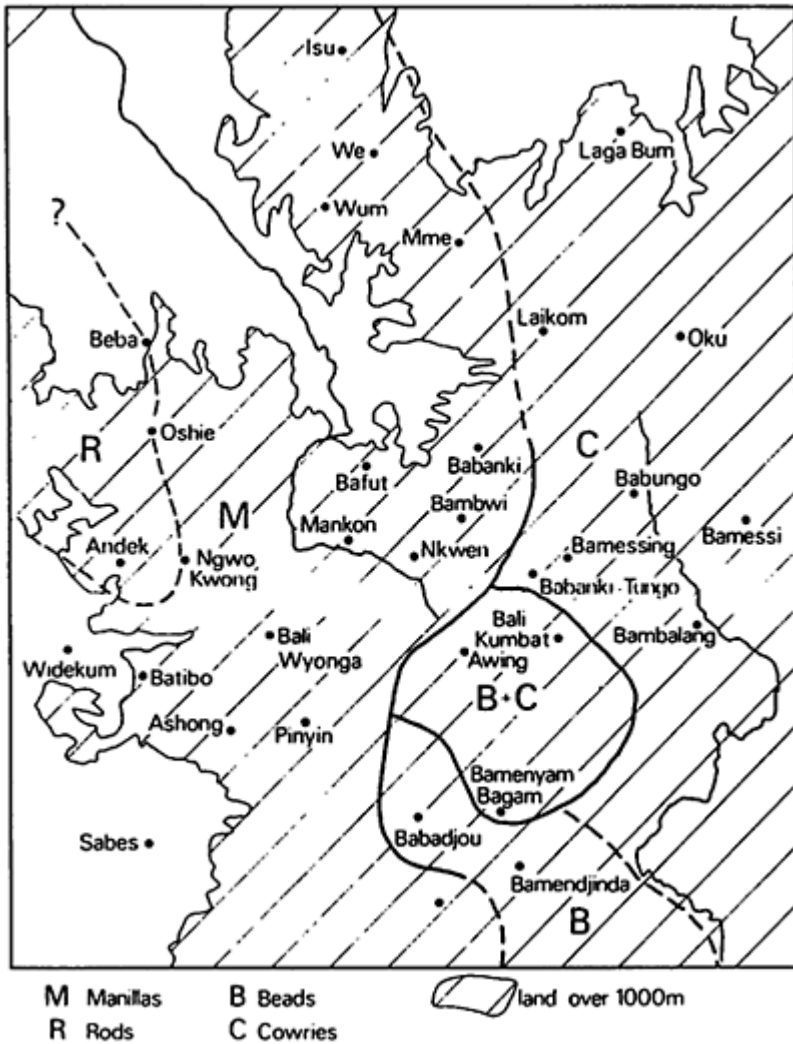 Isu
We
Laga Bum
Wum
?
Mme
Laikom
Beba
Oku
Oshie
R
C
Babanki
Bafut
Babungo
M
Bambwi
Bamessi
Mankon
Andek
Ngwo
Kwong
Nkwen
Bamessing
Babanki-Tungo
Bali
Wyonga
Bali
Kumbat
Awing
Bambalang
Widekum
Batibo
B+C
Ashong
Pinyin
Bamenyam
Bagam
Babadjou
Sabes
Bamendjinda
B
M Manillas B Beads land over 1000m
R Rods C Cowries